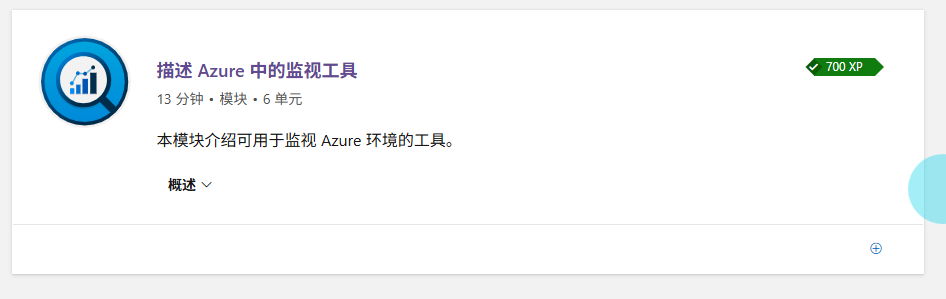 描述 Azure 中的监视工具
700 XP
13 分钟 • 模块 • 6 单元
本模块介绍可用于监视 Azure 环境的工具。
概述